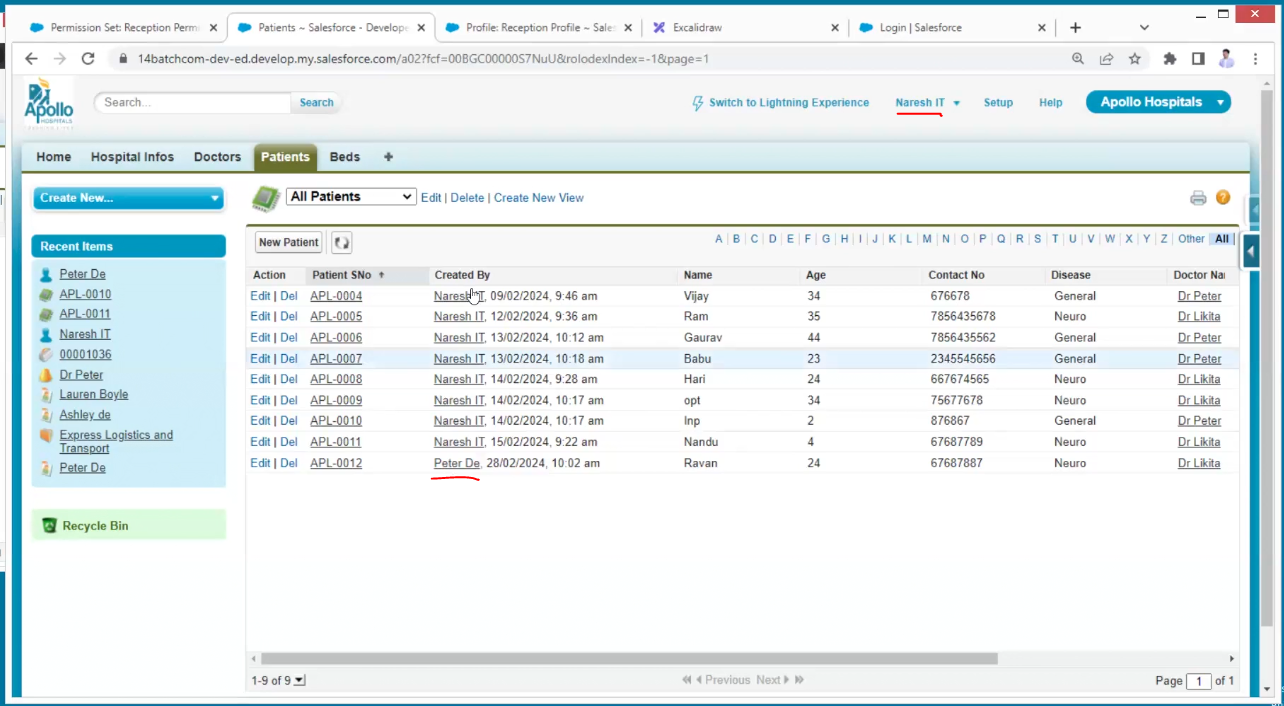 Permission Set: Reception Perm
Patients ~ Salesforce - Develope
Profile: Reception Profile ~ Sales
Excalidraw
Login | Salesforce
14batchcom-dev-ed.develop.my.salesforce.com/a02?fcf=00BGC00000S7NuU&rolodexIndex=-1&page=1
Apollo
HOSPITALS
Search...
Search
Switch to Lightning Experience
Naresh IT
Setup
Help
Apollo Hospitals
Home
Hospital Infos
Doctors
Patients
Beds
Create New...
Recent Items
Peter De
APL-0010
APL-0011
Naresh IT
00001036
Dr Peter
Lauren Boyle
Ashley de
Express Logistics and
Transport
Peter De
Recycle Bin
All Patients
Edit | Delete | Create New View
New Patient
A | B | C | D | E | F | G | H | I | J | K | L | M | N | O | P | Q | R | S | T | U | V | W | X | Y | Z | Other | All
Action Patient SNo Created By Name Age Contact No Disease Doctor Nar
Edit | Del APL-0004 Naresh IT, 09/02/2024, 9:46 am Vijay 34 676678 General Dr Peter
Edit | Del APL-0005 Naresh IT, 12/02/2024, 9:36 am Ram 35 7856435678 Neuro Dr Likita
Edit | Del APL-0006 Naresh IT, 13/02/2024, 10:12 am Gaurav 44 7856435562 General Dr Peter
Edit | Del APL-0007 Naresh IT, 13/02/2024, 10:18 am Babu 23 2345545656 General Dr Peter
Edit | Del APL-0008 Naresh IT, 14/02/2024, 9:28 am Hari 24 667674565 Neuro Dr Likita
Edit | Del APL-0009 Naresh IT, 14/02/2024, 10:17 am opt 34 75677678 Neuro Dr Likita
Edit | Del APL-0010 Naresh IT, 14/02/2024, 10:17 am Inp 2 876867 General Dr Peter
Edit | Del APL-0011 Naresh IT, 15/02/2024, 9:22 am Nandu 4 67687789 Neuro Dr Likita
Edit | Del APL-0012 Peter De, 28/02/2024, 10:02 am Ravan 24 67687887 Neuro Dr Likita
1-9 of 9
Previous Next
Page 1 of 1